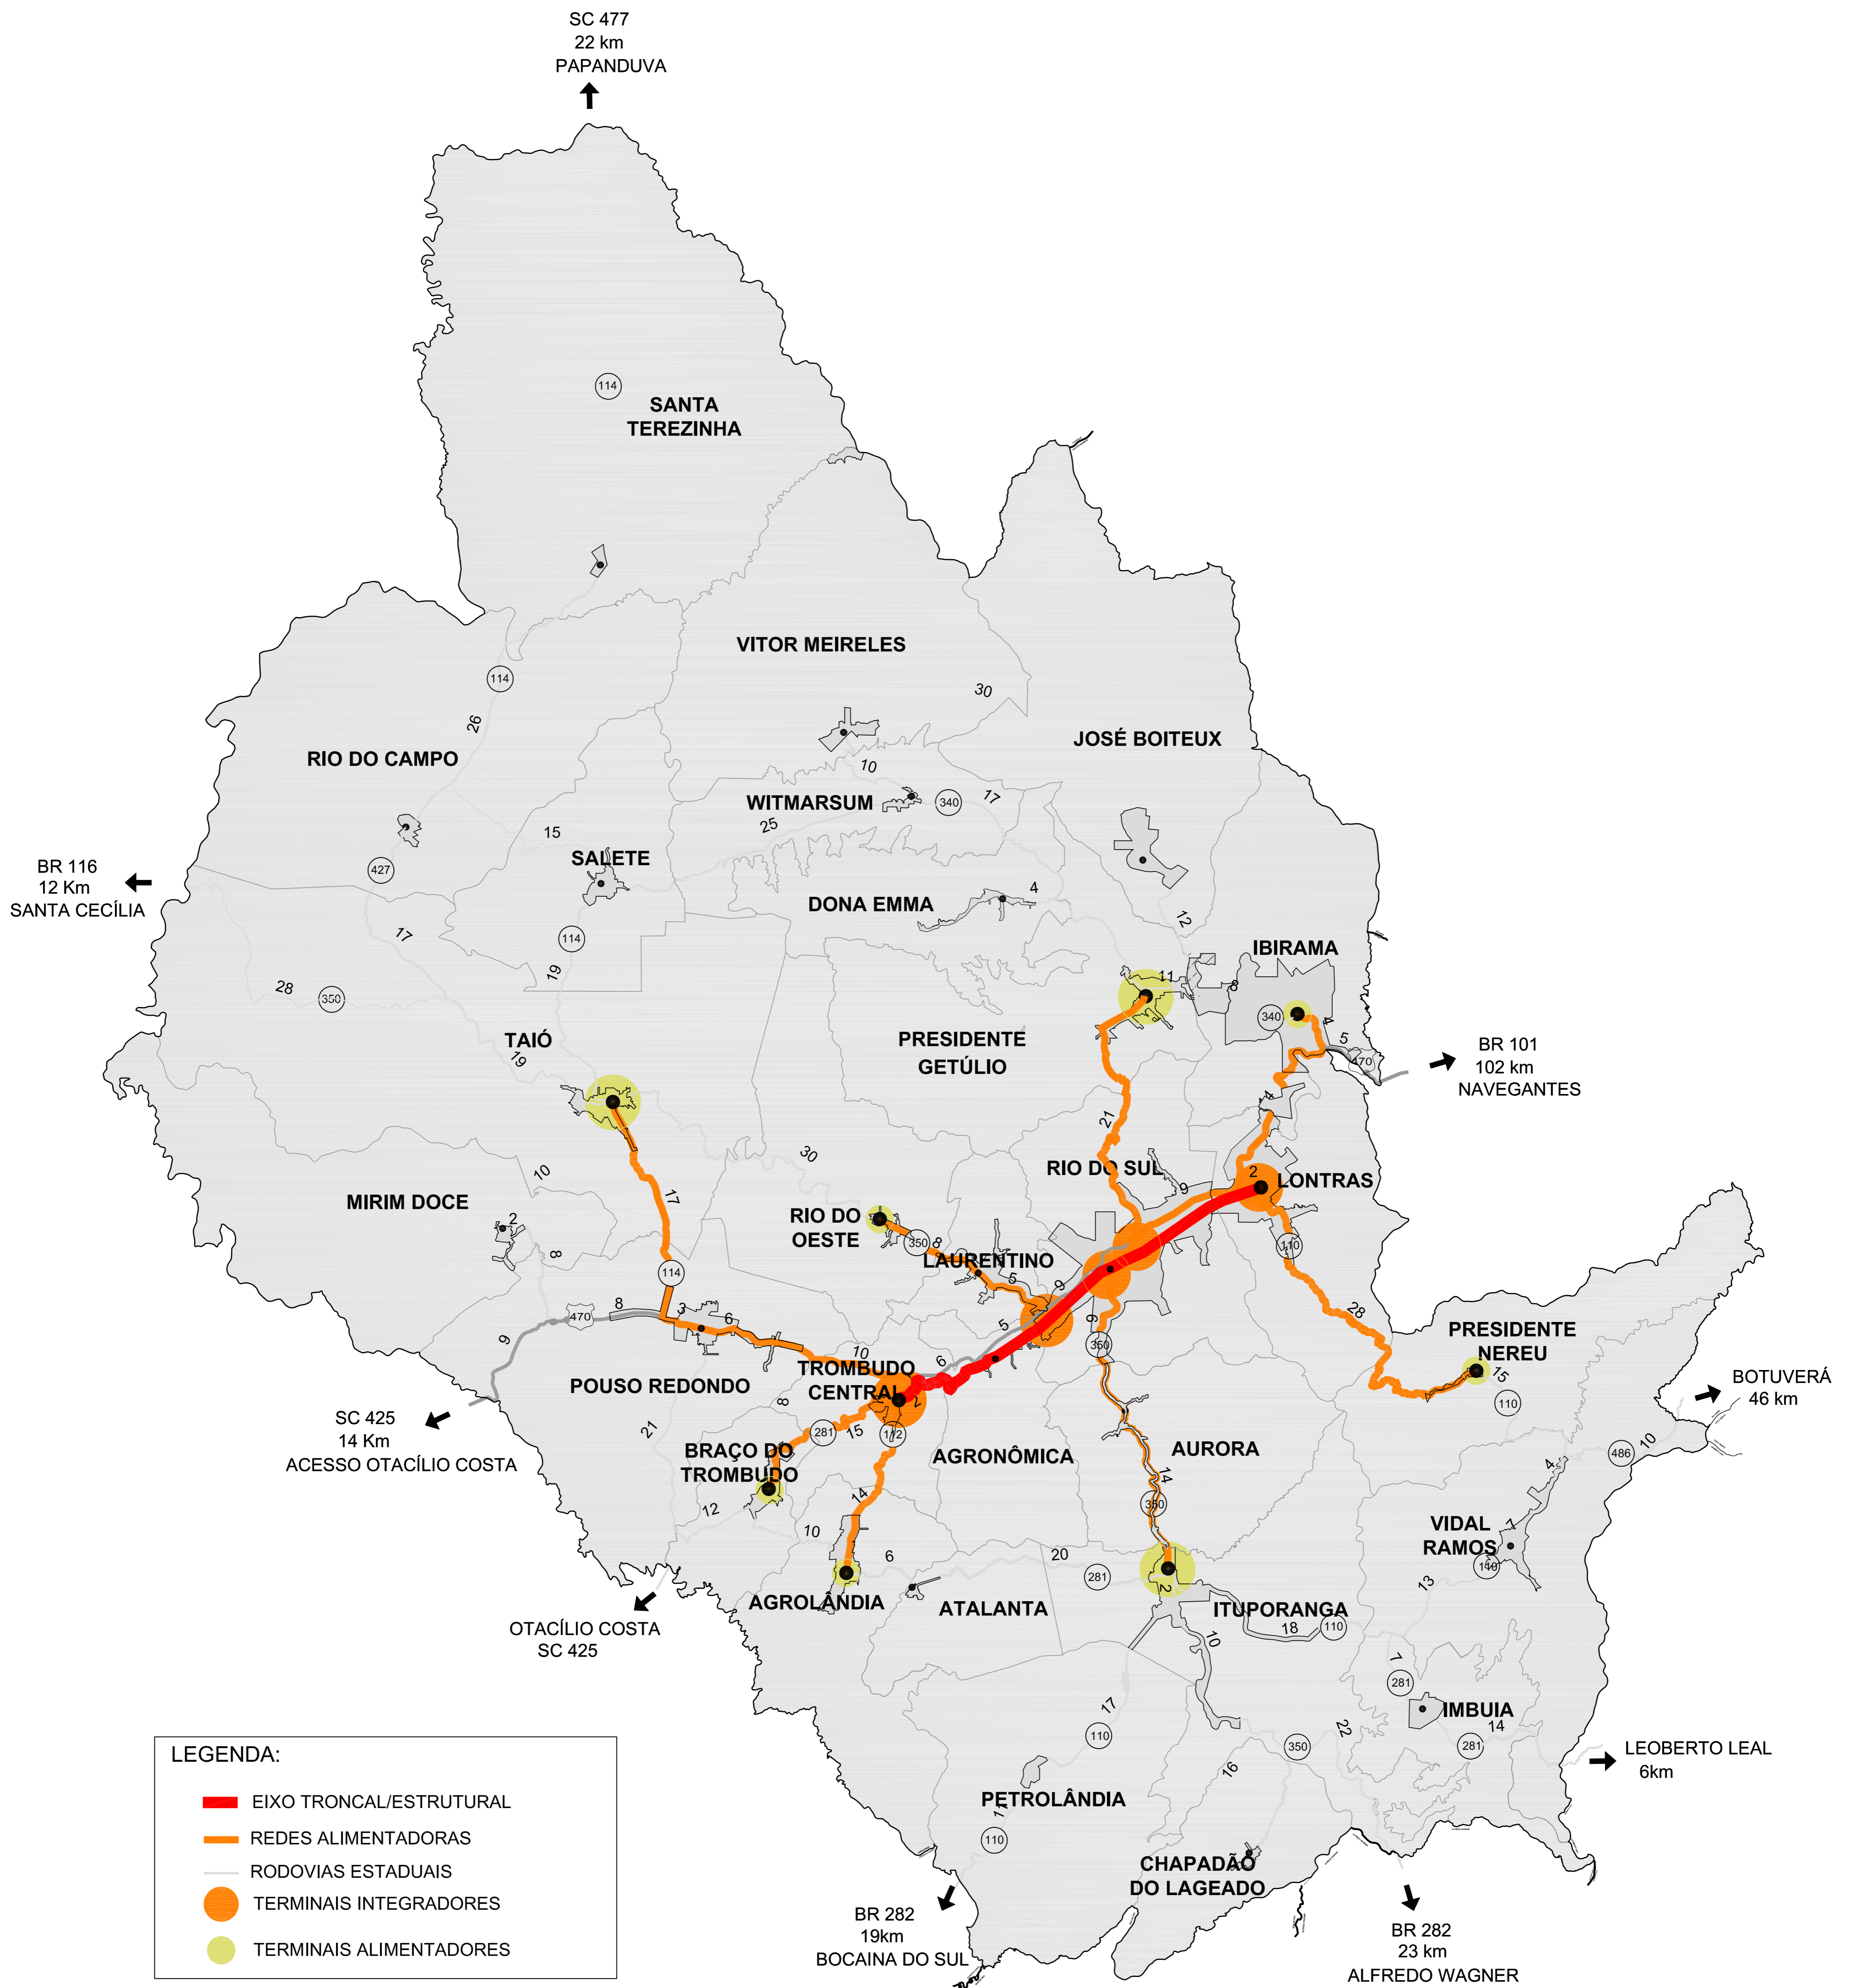 SC 477
22 km
PAPANDUVA
114
SANTA
TEREZINHA
VITOR MEIRELES
114
26
30
RIO DO CAMPO
JOSÉ BOITEUX
10
WITMARSUM
340
17
25
15
SALETE
427
BR 116
12 Km
SANTA CECÍLIA
DONA EMMA
4
12
17
114
19
IBIRAMA
28
350
11
8
340
4
5
470
BR 101
102 km
NAVEGANTES
TAIÓ
19
PRESIDENTE
GETÚLIO
21
4
30
RIO DO SUL
2
LONTRAS
9
10
17
MIRIM DOCE
2
8
RIO DO
OESTE
350
8
LAURENTINO
5
9
110
114
28
8
470
3
6
9
5
6
350
PRESIDENTE
NEREU
15
110
10
TROMBUDO
CENTRAL
6
2
POUSO REDONDO
8
BOTUVERÁ
46 km
SC 425
14 Km
ACESSO OTACÍLIO COSTA
21
281
15
112
BRAÇO DO
TROMBUDO
AGRONÔMICA
AURORA
486
10
4
14
14
350
12
10
VIDAL
RAMOS
7
110
6
20
281
2
13
AGROLÂNDIA
ATALANTA
ITUPORANGA
18
110
10
OTACÍLIO COSTA
SC 425
7
281
17
110
IMBUIA
14
281
22
350
16
LEOBERTO LEAL
6km
PETROLÂNDIA
11
110
CHAPADÃO
DO LAGEADO
BR 282
19km
BOCAINA DO SUL
BR 282
23 km
ALFREDO WAGNER
LEGENDA:
EIXO TRONCAL/ESTRUTURAL
REDES ALIMENTADORAS
RODOVIAS ESTADUAIS
TERMINAIS INTEGRADORES
TERMINAIS ALIMENTADORES